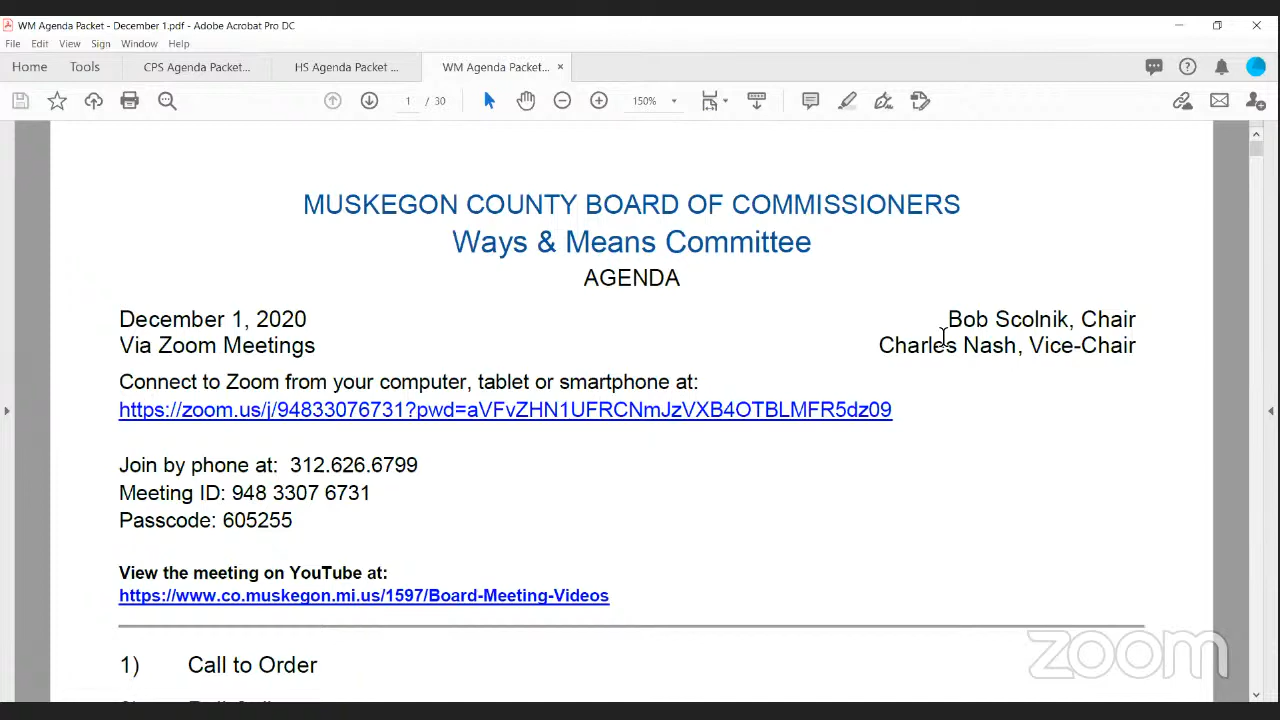 WM Agenda Packet - December 1.pdf - Adobe Acrobat Pro DC
File Edit View Sign Window Help
Home Tools CPS Agenda Packet... HS Agenda Packet ... WM Agenda Packet... ×
1 / 30 150%
MUSKEGON COUNTY BOARD OF COMMISSIONERS
Ways & Means Committee
AGENDA
December 1, 2020 Bob Scolnik, Chair
Via Zoom Meetings Charles Nash, Vice-Chair
Connect to Zoom from your computer, tablet or smartphone at:
https://zoom.us/j/94833076731?pwd=aVFvZHN1UFRCNmJzVXB4OTBLMFR5dz09
Join by phone at: 312.626.6799
Meeting ID: 948 3307 6731
Passcode: 605255
View the meeting on YouTube at:
https://www.co.muskegon.mi.us/1597/Board-Meeting-Videos
zoom
1) Call to Order